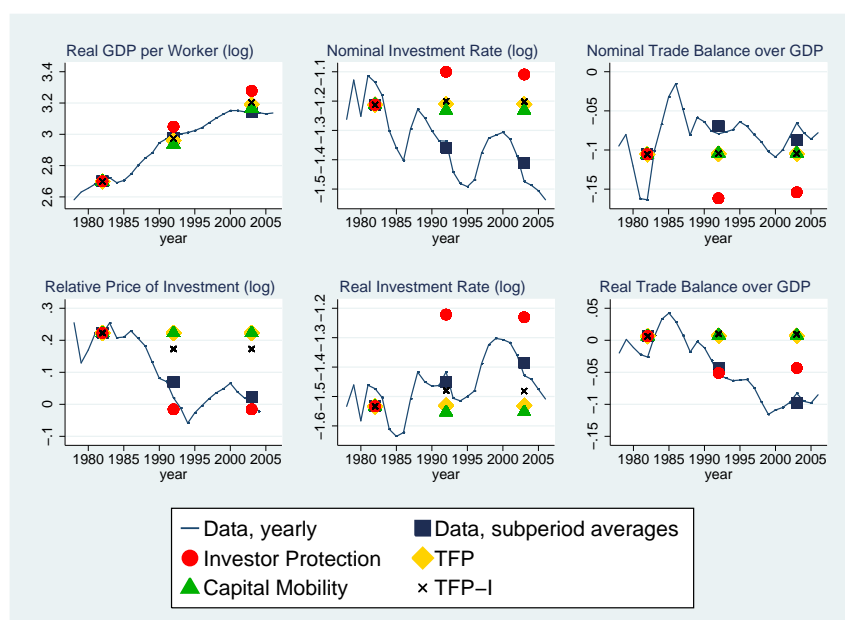 Real GDP per Worker (log)
2.6 2.8 3 3.2 3.4
1980 1985 1990 1995 2000 2005
year
Nominal Investment Rate (log)
−1.5 −1.4 −1.3 −1.2 −1.1
1980 1985 1990 1995 2000 2005
year
Nominal Trade Balance over GDP
−.15 −.1 −.05 0
1980 1985 1990 1995 2000 2005
year
Relative Price of Investment (log)
−.1 0 .1 .2 .3
1980 1985 1990 1995 2000 2005
year
Real Investment Rate (log)
−1.6 −1.5 −1.4 −1.3 −1.2
1980 1985 1990 1995 2000 2005
year
Real Trade Balance over GDP
−.15 −.1 −.05 0 .05
1980 1985 1990 1995 2000 2005
year
Data, yearly
Data, subperiod averages
Investor Protection
TFP
Capital Mobility
TFP−I